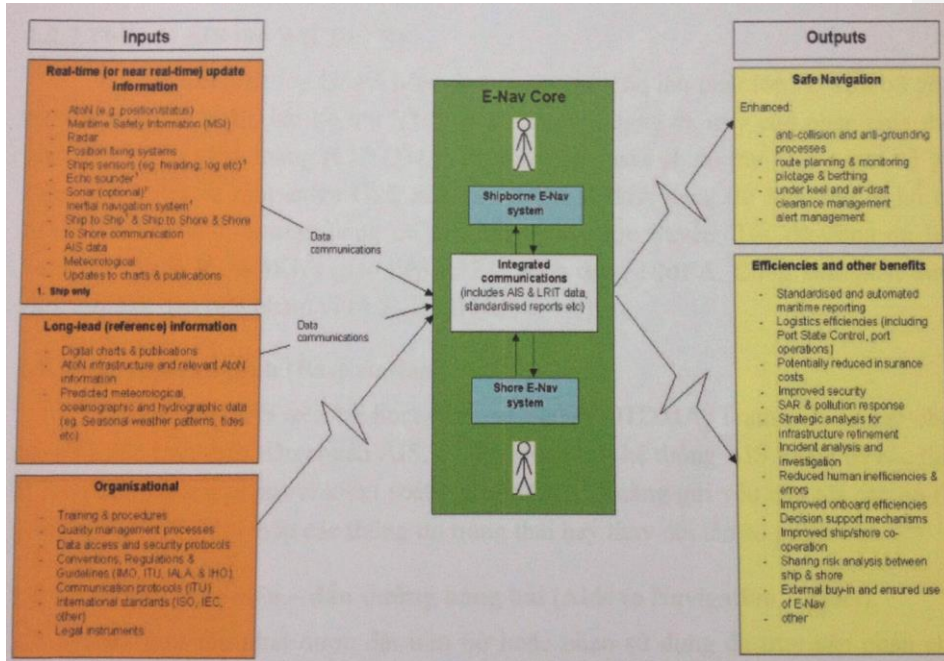 Inputs
Real-time (or near real-time) update
information
- AtoN (e.g. position/status)
- Maritime Safety Information (MSI)
- Radar
- Position fixing systems
- Ships sensors (eg. heading, log etc)¹
- Echo sounder¹
- Sonar (optional)¹
- Inertial navigation system¹
- Ship to Ship¹ & Ship to Shore & Shore
to Shore communication
- AIS data
- Meteorological
- Updates to charts & publications
1. Ship only
Long-lead (reference) information
- Digital charts & publications
- AtoN infrastructure and relevant AtoN
information
- Predicted meteorological,
oceanographic and hydrographic data
(eg. Seasonal weather patterns, tides
etc)
Organisational
- Training & procedures
- Quality management processes
- Data access and security protocols
- Conventions, Regulations &
Guidelines (IMO, ITU, IALA, & IHO)
- Communication protocols (ITU)
- International standards (ISO, IEC,
other)
- Legal instruments
Data
communications
Data
communications
E-Nav Core
Shipborne E-Nav
system
Integrated
communications
(includes AIS & LRIT data,
standardised reports etc)
Shore E-Nav
system
Outputs
Safe Navigation
Enhanced:
- anti-collision and anti-grounding
processes
- route planning & monitoring
- pilotage & berthing
- under keel and air-draft
clearance management
- alert management
Efficiencies and other benefits
- Standardised and automated
maritime reporting
- Logistics efficiencies (including
Port State Control, port
operations)
- Potentially reduced insurance
costs
- Improved security
- SAR & pollution response
- Strategic analysis for
infrastructure refinement
- Incident analysis and
investigation
- Reduced human inefficiencies &
errors
- Improved onboard efficiencies
- Decision support mechanisms
- Improved ship/shore co-
operation
- Sharing risk analysis between
ship & shore
- External buy-in and ensured use
of E-Nav
- other